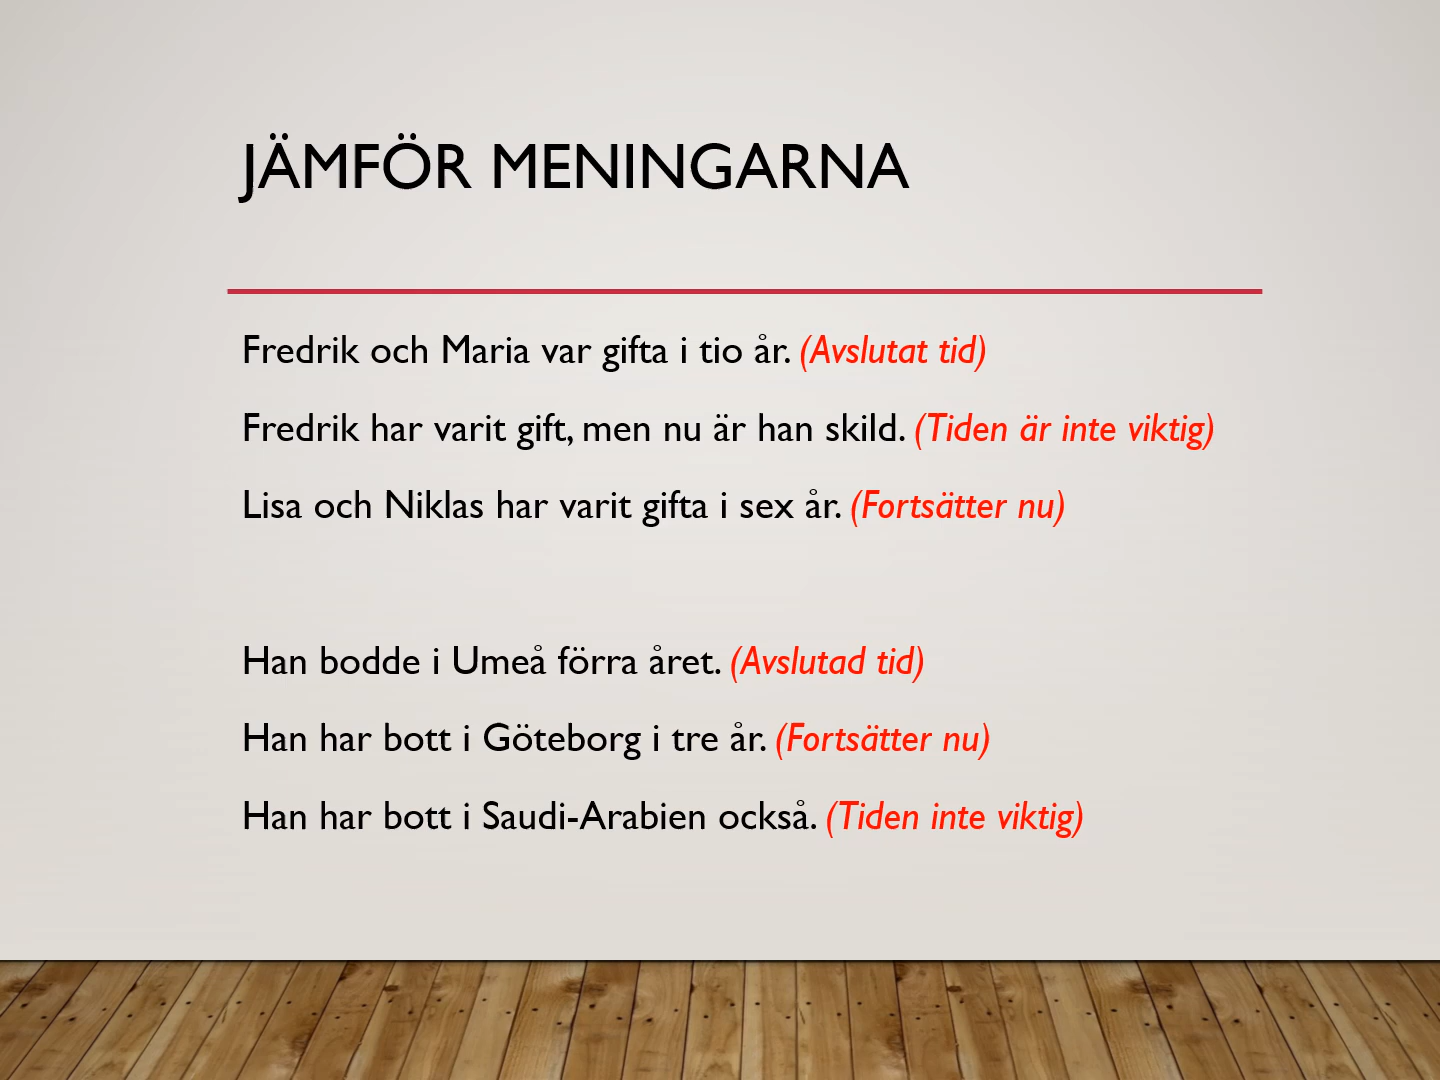 JÄMFÖR MENINGARNA
Fredrik och Maria var gifta i tio år. (Avslutat tid)
Fredrik har varit gift, men nu är han skild. (Tiden är inte viktig)
Lisa och Niklas har varit gifta i sex år. (Fortsätter nu)
Han bodde i Umeå förra året. (Avslutad tid)
Han har bott i Göteborg i tre år. (Fortsätter nu)
Han har bott i Saudi-Arabien också. (Tiden inte viktig)